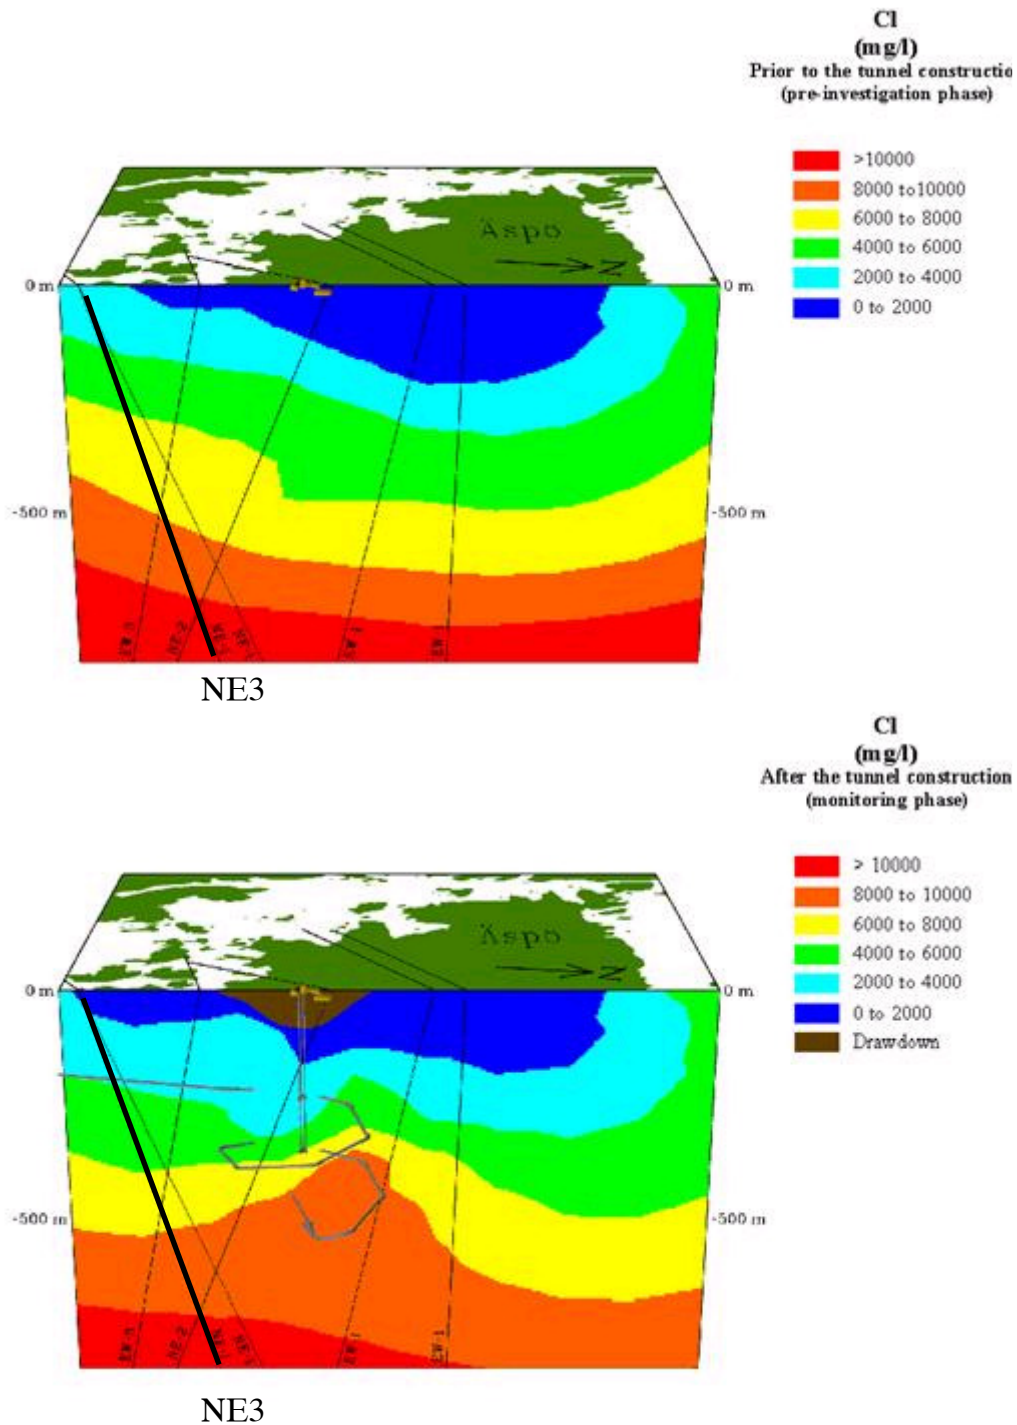 Cl
(mg/l)
Prior to the tunnel constructio
(pre-investigation phase)
>10000
8000 to10000
6000 to 8000
4000 to 6000
2000 to 4000
0 to 2000
Äspö
N
0 m
0 m
-500 m
-500 m
NE3
Cl
(mg/l)
After the tunnel construction
(monitoring phase)
> 10000
8000 to 10000
6000 to 8000
4000 to 6000
2000 to 4000
0 to 2000
Drawdown
Äspö
N
0 m
0 m
-500 m
-500 m
NE3